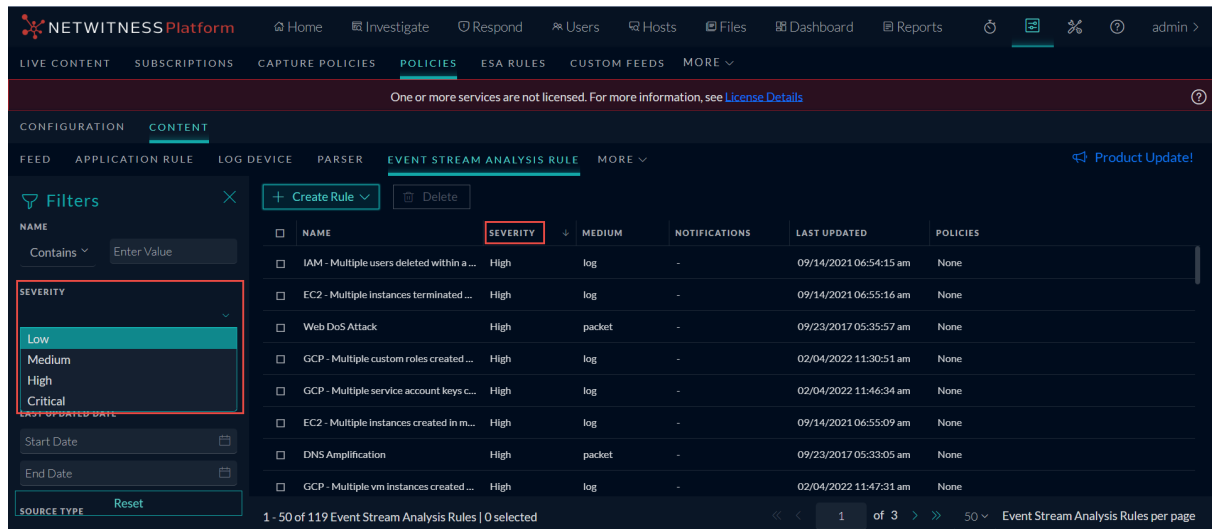 NETWITNESS Platform
Home Investigate Respond Users Hosts Files Dashboard Reports admin >
LIVE CONTENT SUBSCRIPTIONS CAPTURE POLICIES POLICIES ESA RULES CUSTOM FEEDS MORE
One or more services are not licensed. For more information, see License Details
CONFIGURATION CONTENT
FEED APPLICATION RULE LOG DEVICE PARSER EVENT STREAM ANALYSIS RULE MORE
Product Update!
Filters
NAME
Contains Enter Value
SEVERITY
Low
Medium
High
Critical
LAST UPDATED DATE
Start Date
End Date
SOURCE TYPE
Reset
+ Create Rule Delete
NAME SEVERITY MEDIUM NOTIFICATIONS LAST UPDATED POLICIES
IAM - Multiple users deleted within a ... High log - 09/14/2021 06:54:15 am None
EC2 - Multiple instances terminated ... High log - 09/14/2021 06:55:16 am None
Web DoS Attack High packet - 09/23/2017 05:35:57 am None
GCP - Multiple custom roles created ... High log - 02/04/2022 11:30:51 am None
GCP - Multiple service account keys c... High log - 02/04/2022 11:46:34 am None
EC2 - Multiple instances created in m... High log - 09/14/2021 06:55:09 am None
DNS Amplification High packet - 09/23/2017 05:33:05 am None
GCP - Multiple vm instances created ... High log - 02/04/2022 11:47:31 am None
1 - 50 of 119 Event Stream Analysis Rules | 0 selected
<< < 1 of 3 > >> 50 Event Stream Analysis Rules per page